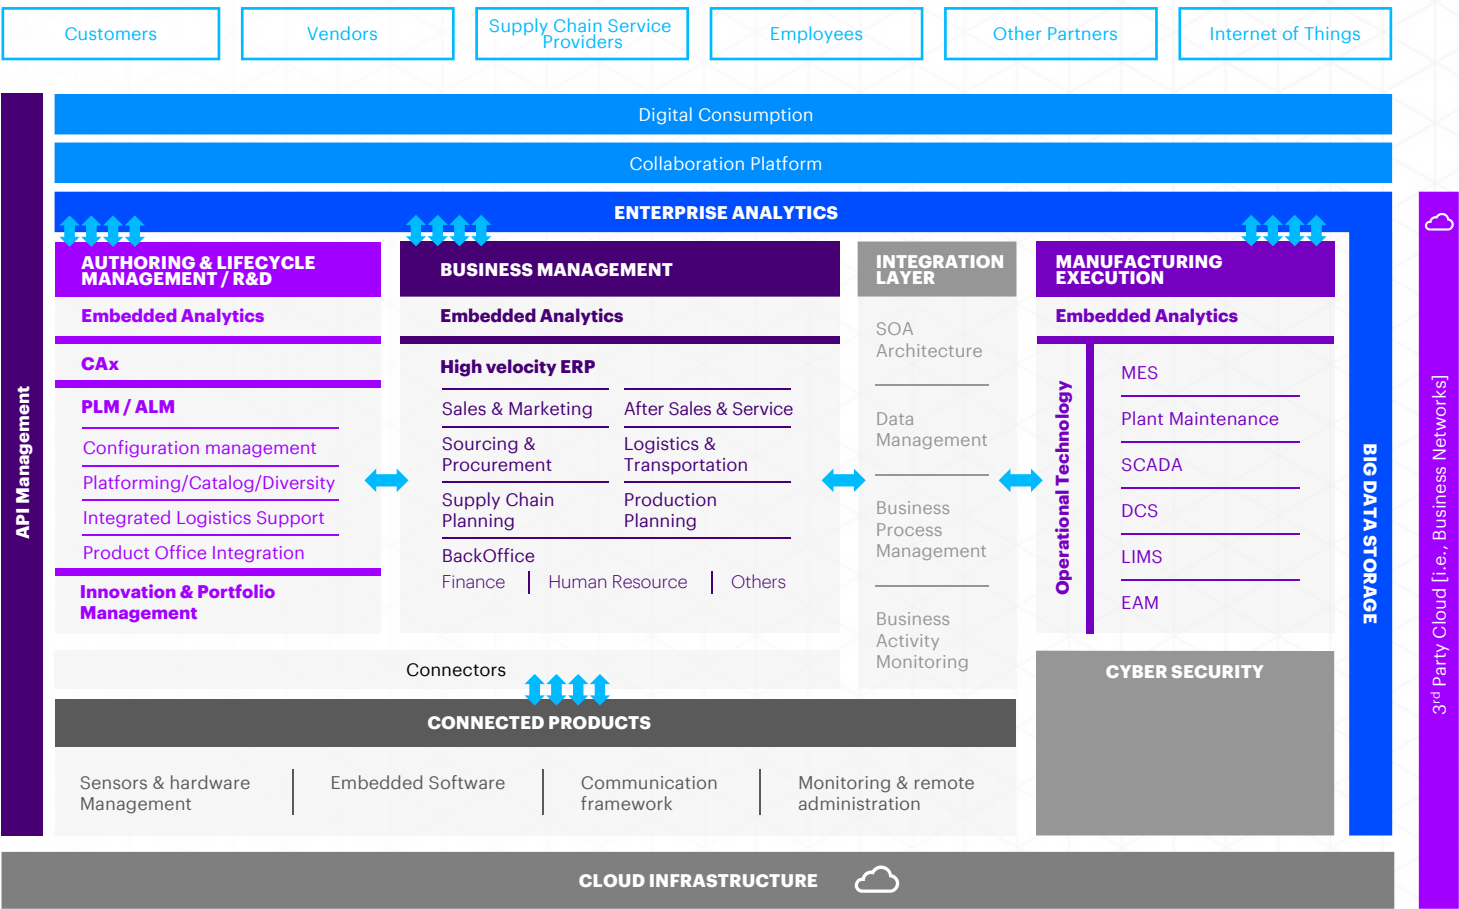 Customers
Vendors
Supply Chain Service
Providers
Employees
Other Partners
Internet of Things
Digital Consumption
Collaboration Platform
ENTERPRISE ANALYTICS
API Management
AUTHORING & LIFECYCLE
MANAGEMENT / R&D
Embedded Analytics
CAx
PLM / ALM
Configuration management
Platforming/Catalog/Diversity
Integrated Logistics Support
Product Office Integration
Innovation & Portfolio
Management
BUSINESS MANAGEMENT
Embedded Analytics
High velocity ERP
Sales & Marketing
After Sales & Service
Sourcing &
Procurement
Logistics &
Transportation
Supply Chain
Planning
Production
Planning
BackOffice
Finance
Human Resource
Others
INTEGRATION
LAYER
SOA
Architecture
Data
Management
Business
Process
Management
Business
Activity
Monitoring
MANUFACTURING
EXECUTION
Embedded Analytics
Operational Technology
MES
Plant Maintenance
SCADA
DCS
LIMS
EAM
BIG DATA STORAGE
3rd Party Cloud [i.e., Business Networks]
Connectors
CONNECTED PRODUCTS
Sensors & hardware
Management
Embedded Software
Communication
framework
Monitoring & remote
administration
CYBER SECURITY
CLOUD INFRASTRUCTURE